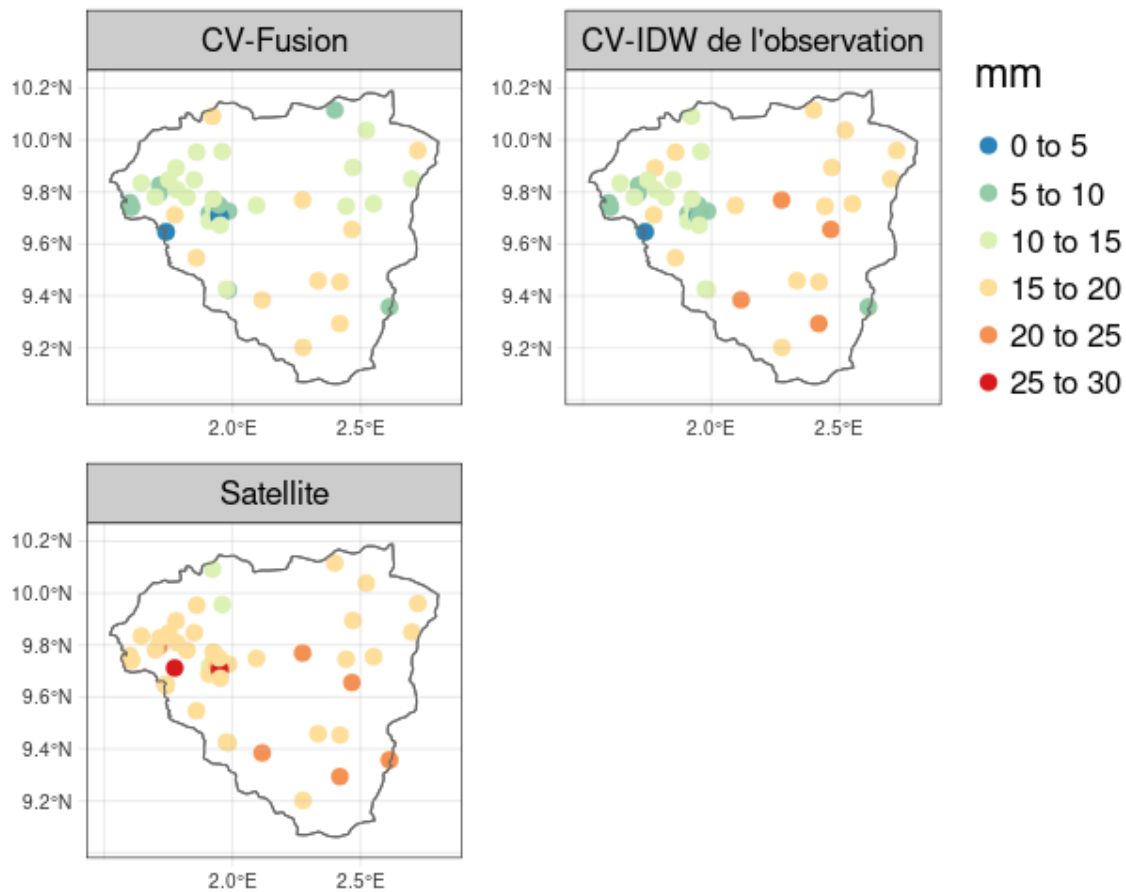 CV-Fusion
CV-IDW de l'observation
mm
10.2°N
10.0°N
9.8°N
9.6°N
9.4°N
9.2°N
2.0°E 2.5°E
10.2°N
10.0°N
9.8°N
9.6°N
9.4°N
9.2°N
2.0°E 2.5°E
0 to 5
5 to 10
10 to 15
15 to 20
20 to 25
25 to 30
Satellite
10.2°N
10.0°N
9.8°N
9.6°N
9.4°N
9.2°N
2.0°E 2.5°E